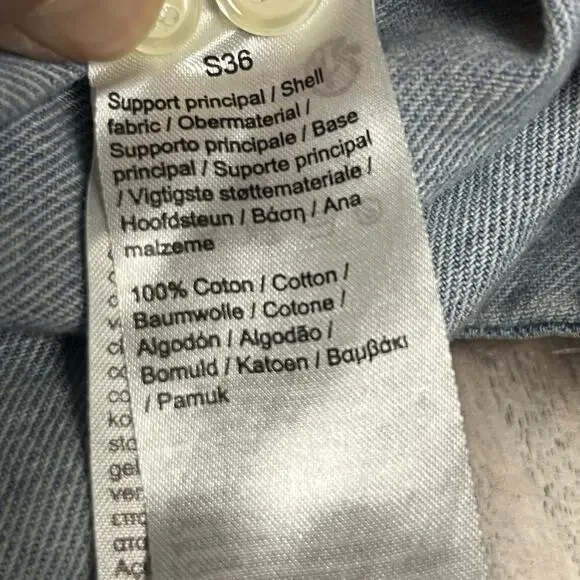 S36
Support principal / Shell
fabric / Obermaterial /
Supporto principale / Base
principal / Suporte principal
/ Vigtigste støttemateriale /
Hoofdsteun / Βάση / Ana
malzeme
100% Coton / Cotton /
Baumwolle / Cotone /
Algodón / Algodão /
Bomuld / Katoen / Βαμβάκι
/ Pamuk